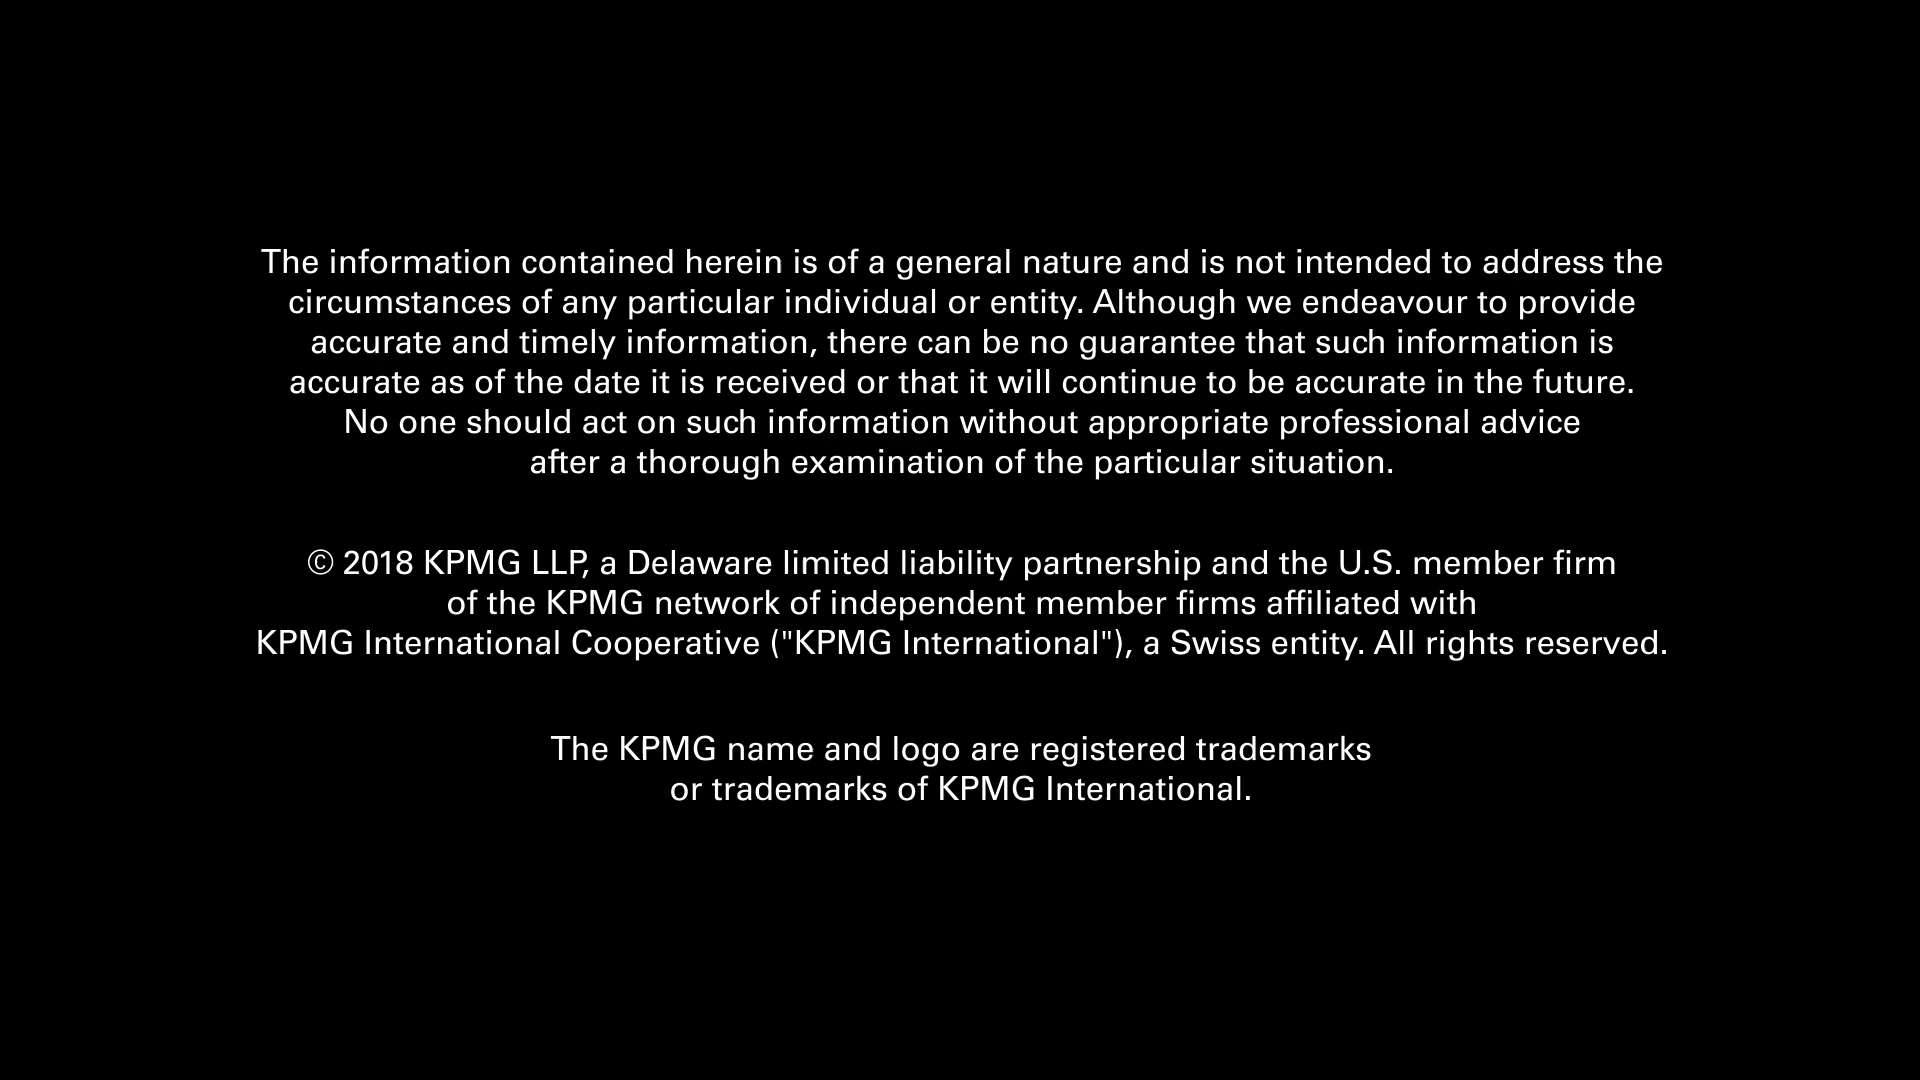 The information contained herein is of a general nature and is not intended to address the
circumstances of any particular individual or entity. Although we endeavour to provide
accurate and timely information, there can be no guarantee that such information is
accurate as of the date it is received or that it will continue to be accurate in the future.
No one should act on such information without appropriate professional advice
after a thorough examination of the particular situation.
© 2018 KPMG LLP, a Delaware limited liability partnership and the U.S. member firm
of the KPMG network of independent member firms affiliated with
KPMG International Cooperative ("KPMG International"), a Swiss entity. All rights reserved.
The KPMG name and logo are registered trademarks
or trademarks of KPMG International.